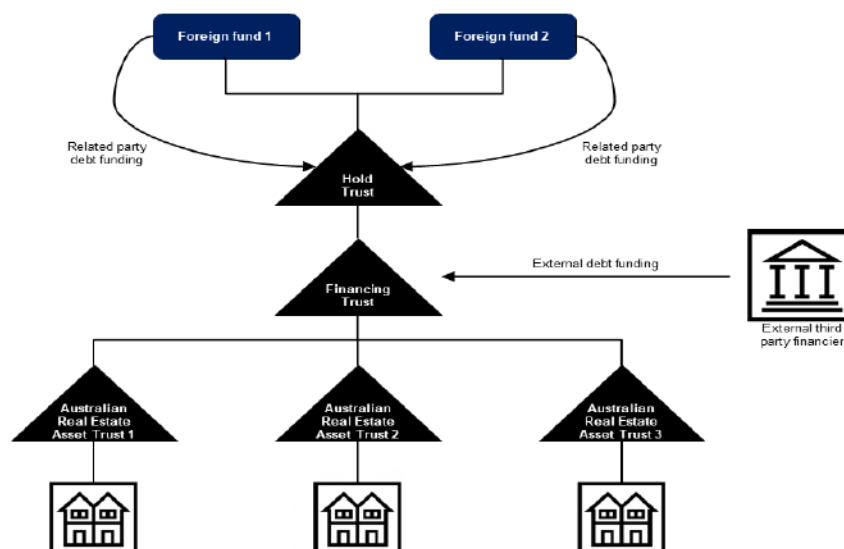 Foreign fund 1
Foreign fund 2
Related party
debt funding
Related party
debt funding
Hold
Trust
External debt funding
Financing
Trust
External third
party financier
Australian
Real Estate
Asset Trust 1
Australian
Real Estate
Asset Trust 2
Australian
Real Estate
Asset Trust 3